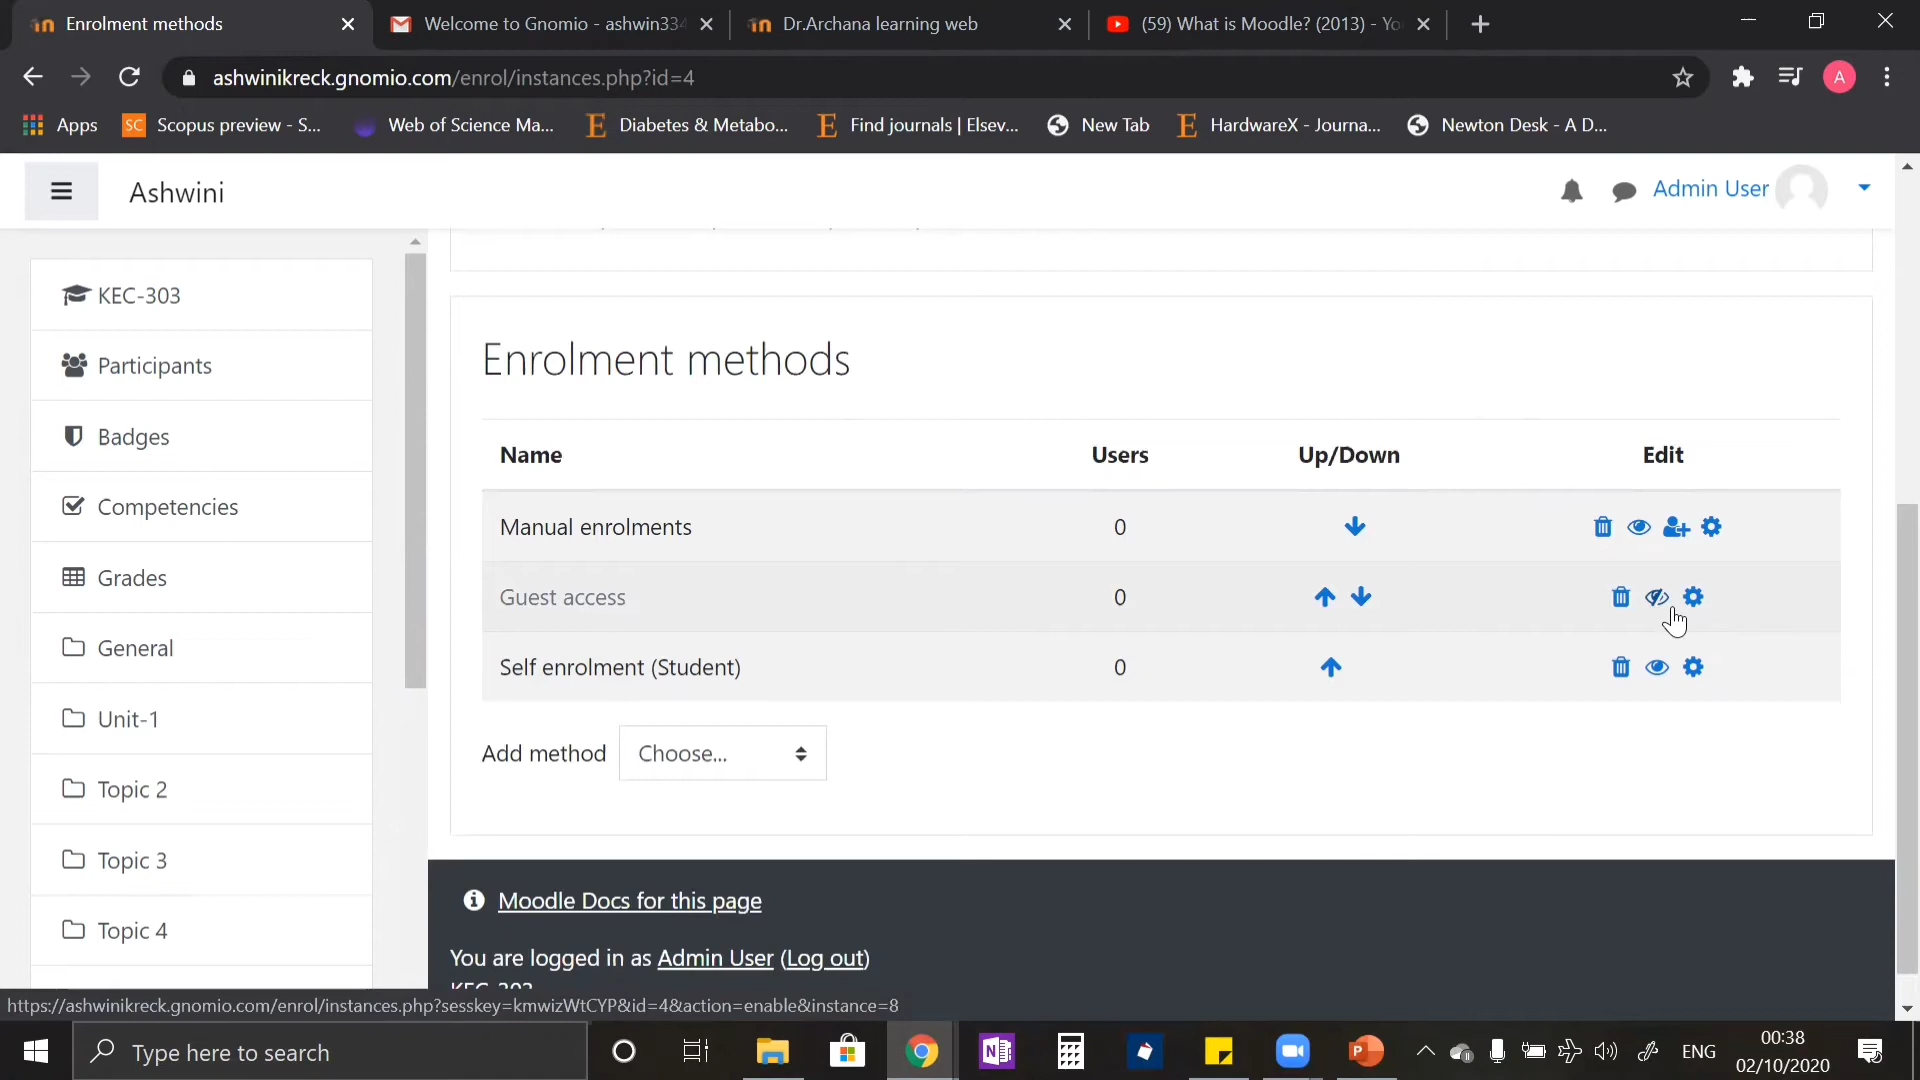 Enrolment methods
Welcome to Gnomio - ashwin334
Dr.Archana learning web
(59) What is Moodle? (2013) - Yo
ashwinikreck.gnomio.com/enrol/instances.php?id=4
A
Apps
SC Scopus preview - S...
Web of Science Ma...
Diabetes & Metabo...
Find journals | Elsev...
New Tab
HardwareX - Journa...
Newton Desk - A D...
Ashwini
Admin User
KEC-303
Participants
Badges
Competencies
Grades
General
Unit-1
Topic 2
Topic 3
Topic 4
Enrolment methods
Name Users Up/Down Edit
Manual enrolments 0
Guest access 0
Self enrolment (Student) 0
Add method Choose...
Moodle Docs for this page
You are logged in as Admin User (Log out)
KEC-303
https://ashwinikreck.gnomio.com/enrol/instances.php?sesskey=kmwizWtCYP&id=4&action=enable&instance=8
Type here to search
ENG
00:38
02/10/2020